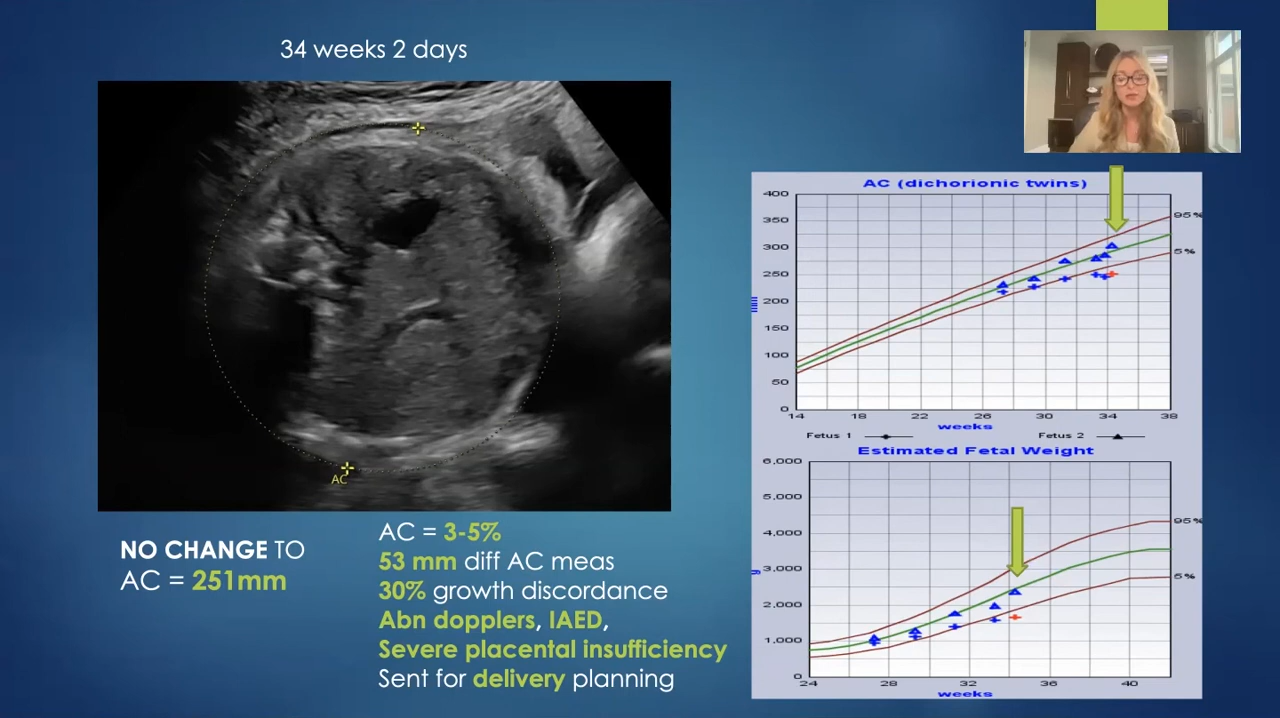 34 weeks 2 days
AC
NO CHANGE TO
AC = 251mm
AC = 3-5%
53 mm diff AC meas
30% growth discordance
Abn dopplers, IAED,
Severe placental insufficiency
Sent for delivery planning
AC (dichorionic twins)
400
350
300
250
200
150
100
50
0
mm
95%
5%
14 18 22 26 30 34 38
weeks
Fetus 1 Fetus 2
Estimated Fetal Weight
6,000
5,000
4,000
3,000
2,000
1,000
0
g
95%
5%
24 28 32 36 40
weeks